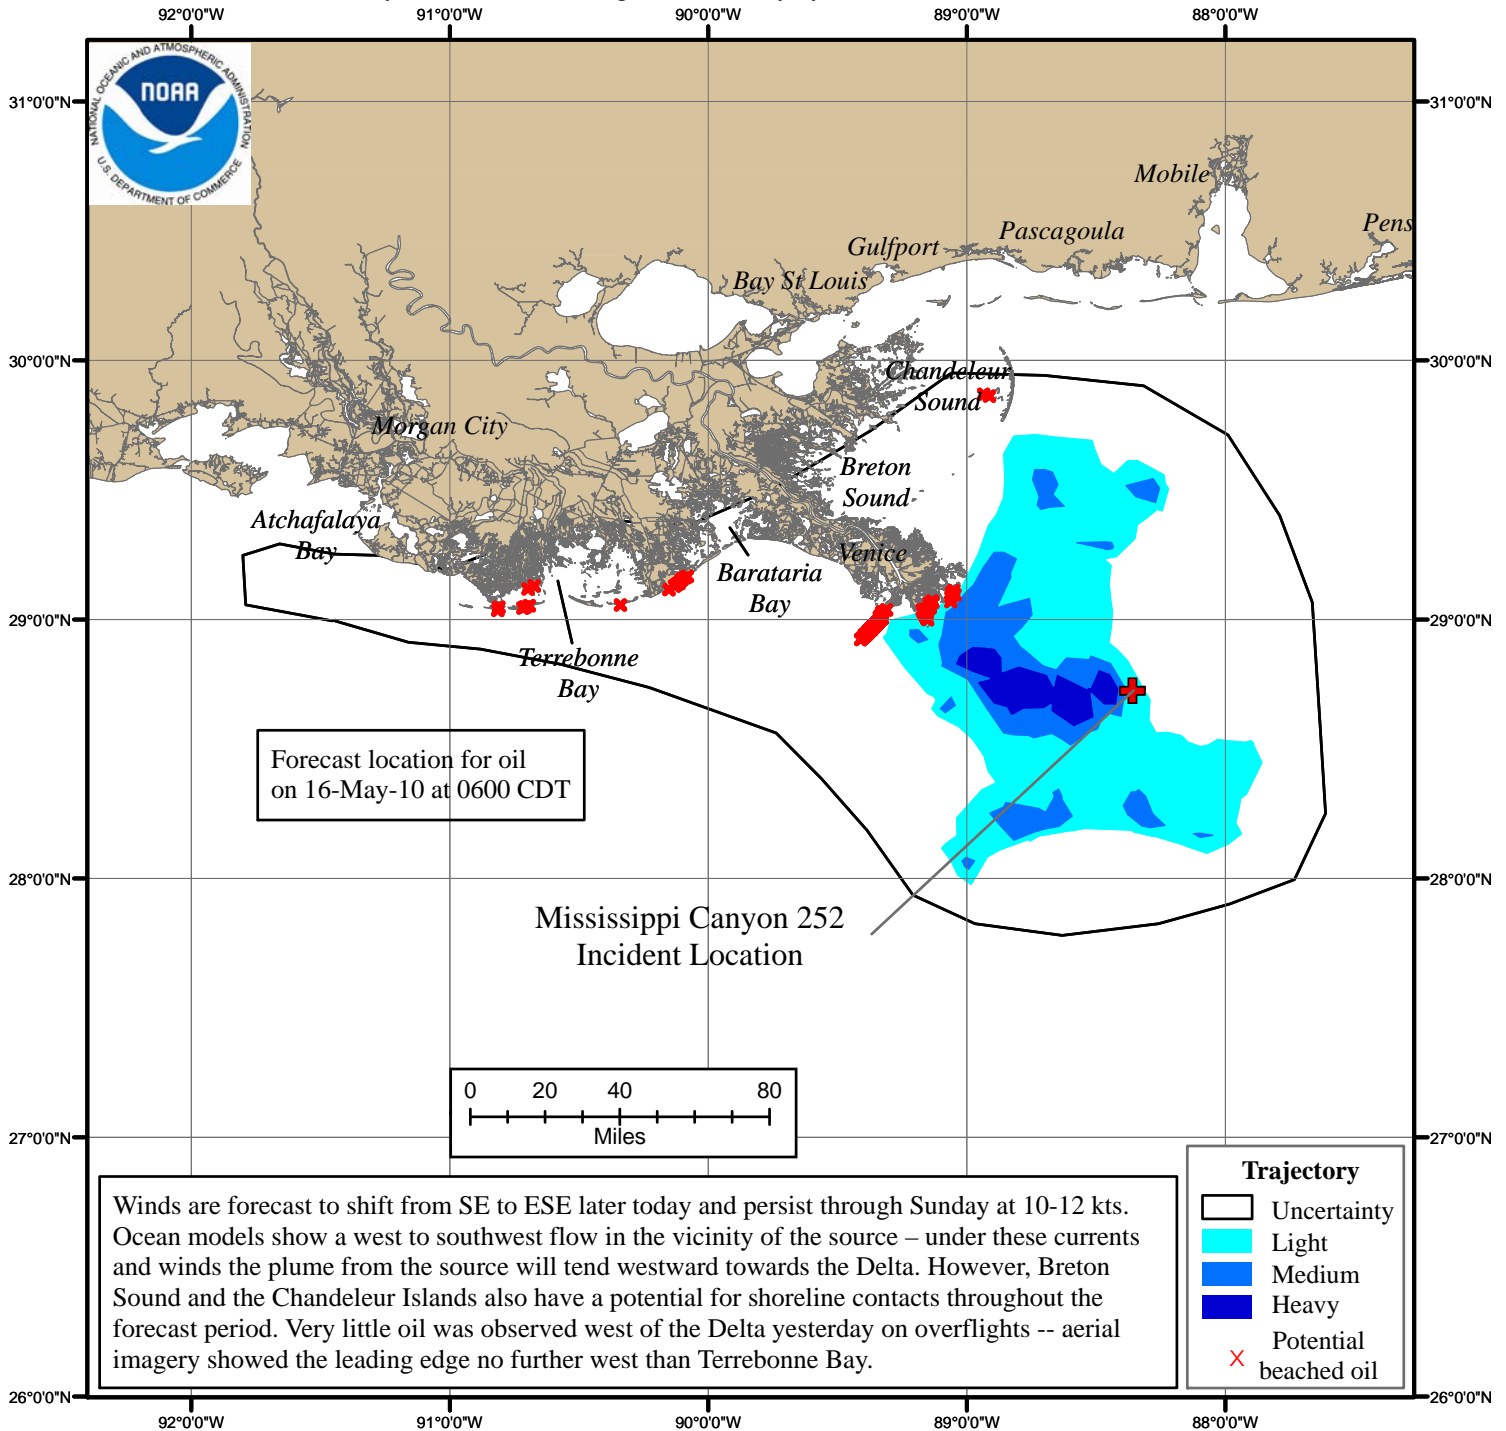 92°0'0"W
91°0'0"W
90°0'0"W
89°0'0"W
88°0'0"W
NATIONAL OCEANIC AND ATMOSPHERIC ADMINISTRATION
NOAA
U.S. DEPARTMENT OF COMMERCE
31°0'0"N
31°0'0"N
Mobile
Pens
Pascagoula
Gulfport
Bay St Louis
30°0'0"N
30°0'0"N
Chandeleur
Sound
Morgan City
Breton
Sound
Atchafalaya
Bay
Venice
Barataria
Bay
29°0'0"N
29°0'0"N
Terrebonne
Bay
Forecast location for oil
on 16-May-10 at 0600 CDT
28°0'0"N
28°0'0"N
Mississippi Canyon 252
Incident Location
0 20 40 80
Miles
27°0'0"N
27°0'0"N
Winds are forecast to shift from SE to ESE later today and persist through Sunday at 10-12 kts.
Ocean models show a west to southwest flow in the vicinity of the source – under these currents
and winds the plume from the source will tend westward towards the Delta. However, Breton
Sound and the Chandeleur Islands also have a potential for shoreline contacts throughout the
forecast period. Very little oil was observed west of the Delta yesterday on overflights -- aerial
imagery showed the leading edge no further west than Terrebonne Bay.
Trajectory
Uncertainty
Light
Medium
Heavy
X Potential
beached oil
26°0'0"N
26°0'0"N
92°0'0"W
91°0'0"W
90°0'0"W
89°0'0"W
88°0'0"W